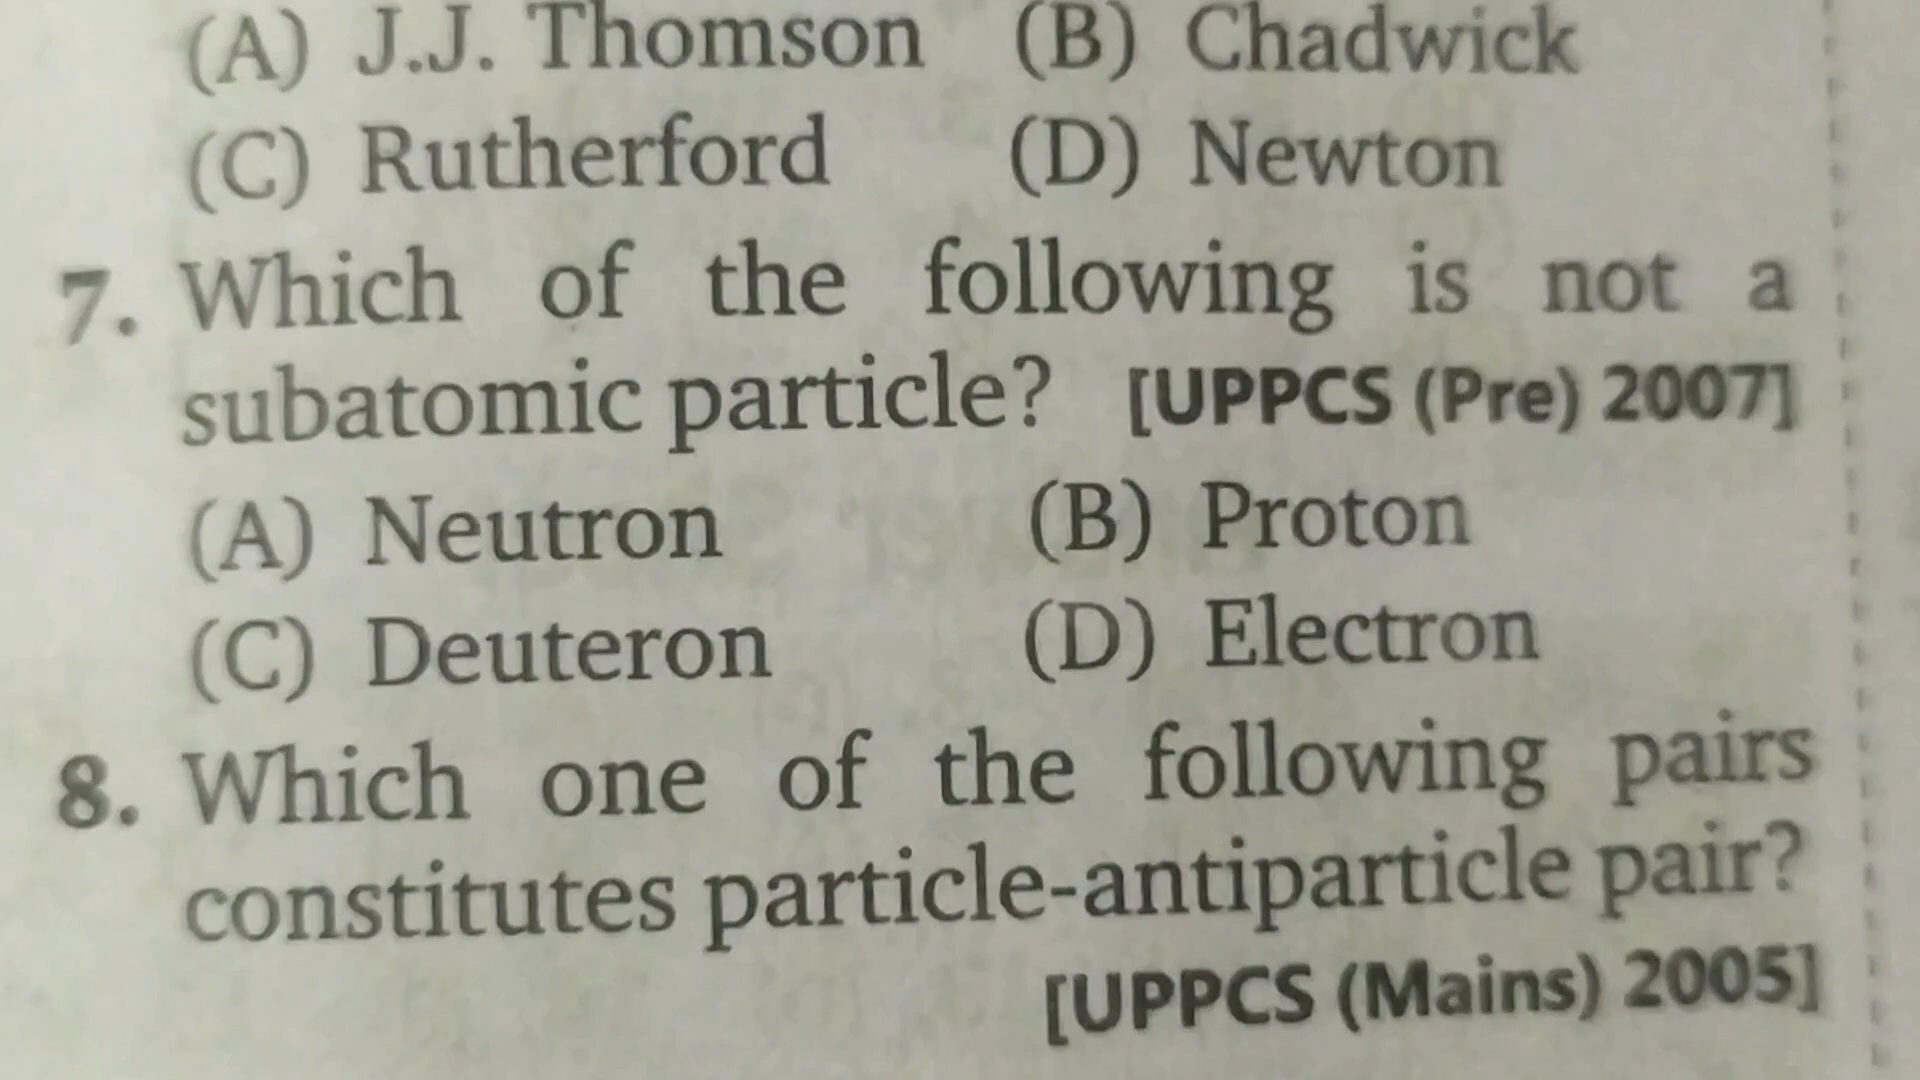 (A) J.J. Thomson (B) Chadwick
(C) Rutherford (D) Newton
7. Which of the following is not a
subatomic particle? [UPPCS (Pre) 2007]
(A) Neutron (B) Proton
(C) Deuteron (D) Electron
8. Which one of the following pairs
constitutes particle-antiparticle pair?
[UPPCS (Mains) 2005]